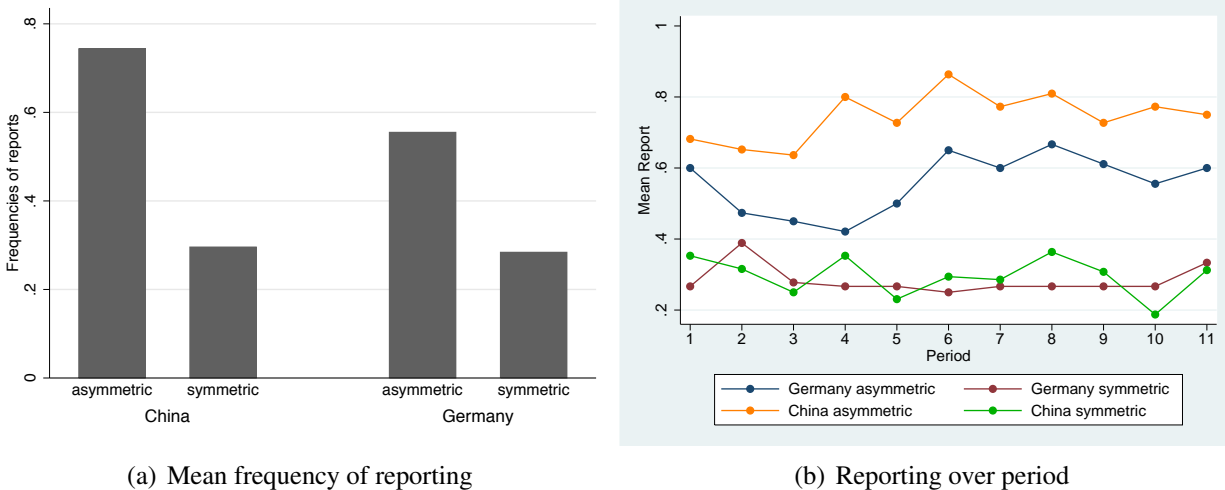 Frequencies of reports
.8
.6
.4
.2
0
asymmetric symmetric asymmetric symmetric
China Germany
(a) Mean frequency of reporting
Mean Report
1
.8
.6
.4
.2
1 2 3 4 5 6 7 8 9 10 11
Period
Germany asymmetric Germany symmetric
China asymmetric China symmetric
(b) Reporting over period